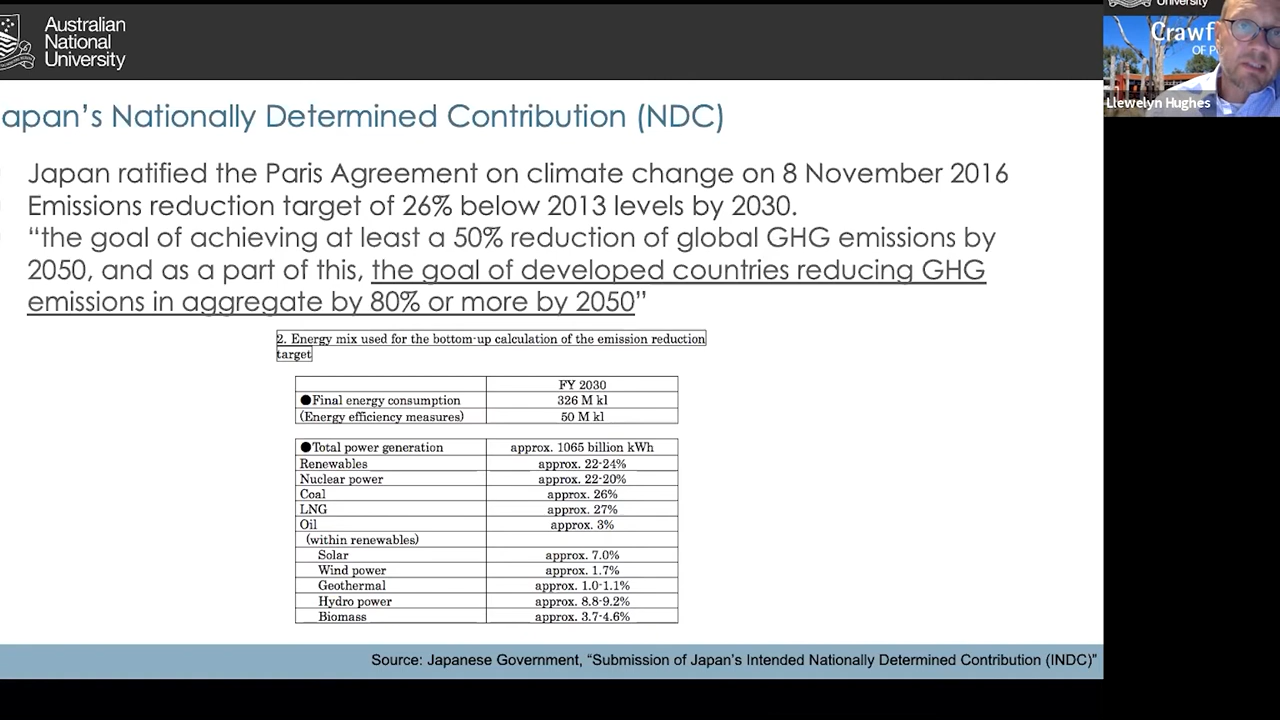 Australian
National
University
apan's Nationally Determined Contribution (NDC)
Japan ratified the Paris Agreement on climate change on 8 November 2016
Emissions reduction target of 26% below 2013 levels by 2030.
"the goal of achieving at least a 50% reduction of global GHG emissions by
2050, and as a part of this, the goal of developed countries reducing GHG
emissions in aggregate by 80% or more by 2050"
2. Energy mix used for the bottom-up calculation of the emission reduction
target
FY 2030
●Final energy consumption 326 M kl
(Energy efficiency measures) 50 M kl
●Total power generation approx. 1065 billion kWh
Renewables approx. 22-24%
Nuclear power approx. 22-20%
Coal approx. 26%
LNG approx. 27%
Oil approx. 3%
(within renewables)
Solar approx. 7.0%
Wind power approx. 1.7%
Geothermal approx. 1.0-1.1%
Hydro power approx. 8.8-9.2%
Biomass approx. 3.7-4.6%
Source: Japanese Government, "Submission of Japan's Intended Nationally Determined Contribution (INDC)"
University
Crawf
OF P
Llewelyn Hughes